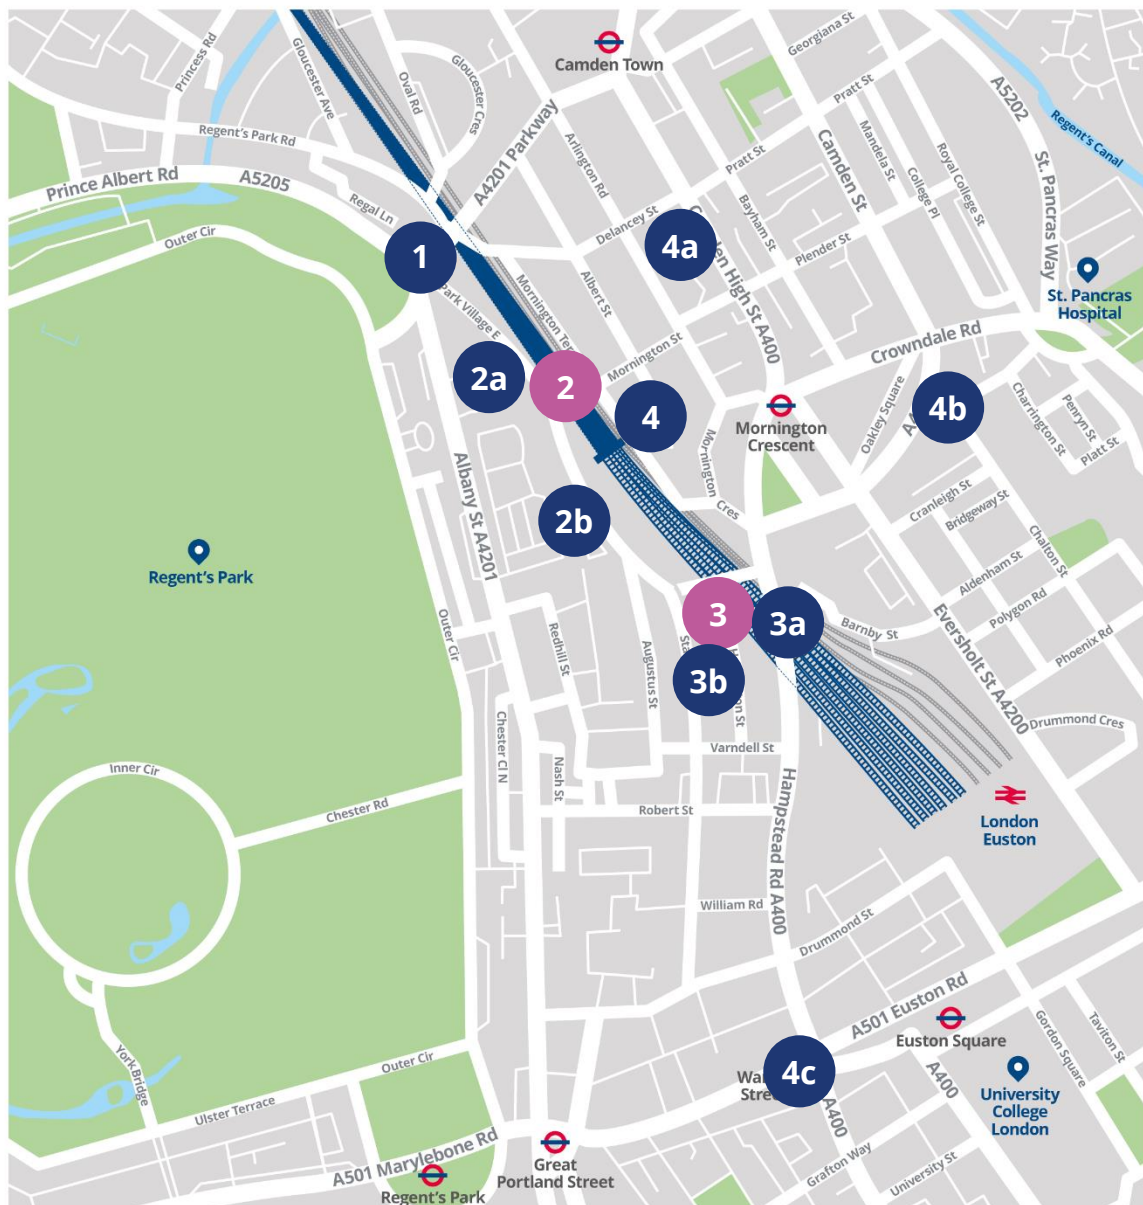 Camden Town
Georgiana St
Princess Rd
Gloucester Ave
Oval Rd
Gloucester Cres
A4201 Parkway
Pratt St
A5202
Regent's Canal
Regent's Park Rd
Arlington Rd
Pratt St
Camden St
Mandela St
College Pl
Royal College St
St. Pancras Way
Prince Albert Rd
A5205
Regal Ln
Outer Cir
Delancey St
Bayham St
Plender St
1
4a
High St A400
St. Pancras
Hospital
Park Village E
Albert St
Mornington St
Crowndale Rd
2a
2
4
Mornington
Crescent
Oakley Square
4b
Charrington St
Penryn St
Platt St
Albany St A4201
Mornington
Cres
2b
Cranleigh St
Bridgeway St
Chalton St
Regent's Park
Aldenham St
Polygon Rd
Phoenix Rd
Outer Cir
Redhill St
Augustus St
3
3a
Barnby St
Eversholt St A4200
3b
Drummond Cres
Chester Cl N
Nash St
Varndell St
Inner Cir
Chester Rd
Robert St
Hampstead Rd A400
London
Euston
William Rd
Drummond St
A501 Euston Rd
Euston Square
Gordon Square
Taviton St
York Bridge
Outer Cir
4c
A400
A400
University
College
London
Ulster Terrace
A501 Marylebone Rd
Great
Portland Street
Regent's Park
Grafton Way
University St